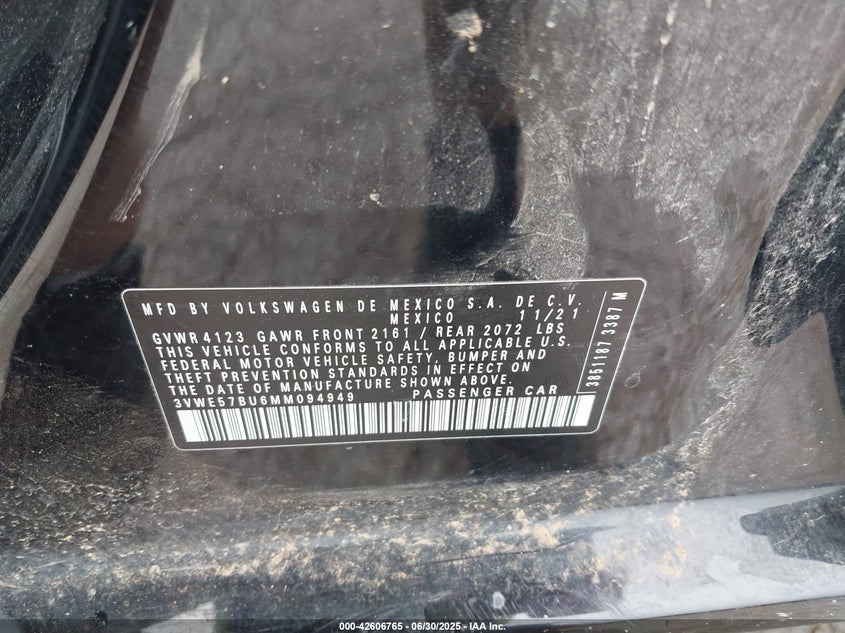 MFD BY VOLKSWAGEN DE MEXICO S.A. DE C.V.
MEXICO 11/21
GVWR 4123 GAWR FRONT 2161 / REAR 2072 LBS
THIS VEHICLE CONFORMS TO ALL APPLICABLE U.S.
FEDERAL MOTOR VEHICLE SAFETY, BUMPER AND
THEFT PREVENTION STANDARDS IN EFFECT ON
THE DATE OF MANUFACTURE SHOWN ABOVE.
3VWE57BU6MM094949 PASSENGER CAR
3851187 3387 M
000-42606765 - 06/30/2025 - IAA Inc.